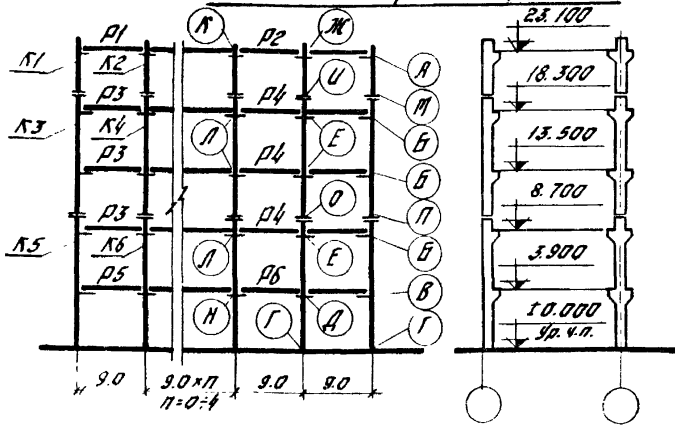 К Ж 23.100
Р1 Р2
К1 К2 И А
Р3 Р4 М 18.300
К3 К4 Л Е Б 13.500
Р3 Р4 Б
О 8.700
Р3 Р4 П
К5 К6 Л Е Б 3.900
Р5 Р6 В
Н Г Д Г ±0.000
Ур. ч.п.
9.0 9.0×п 9.0 9.0
п=0÷4